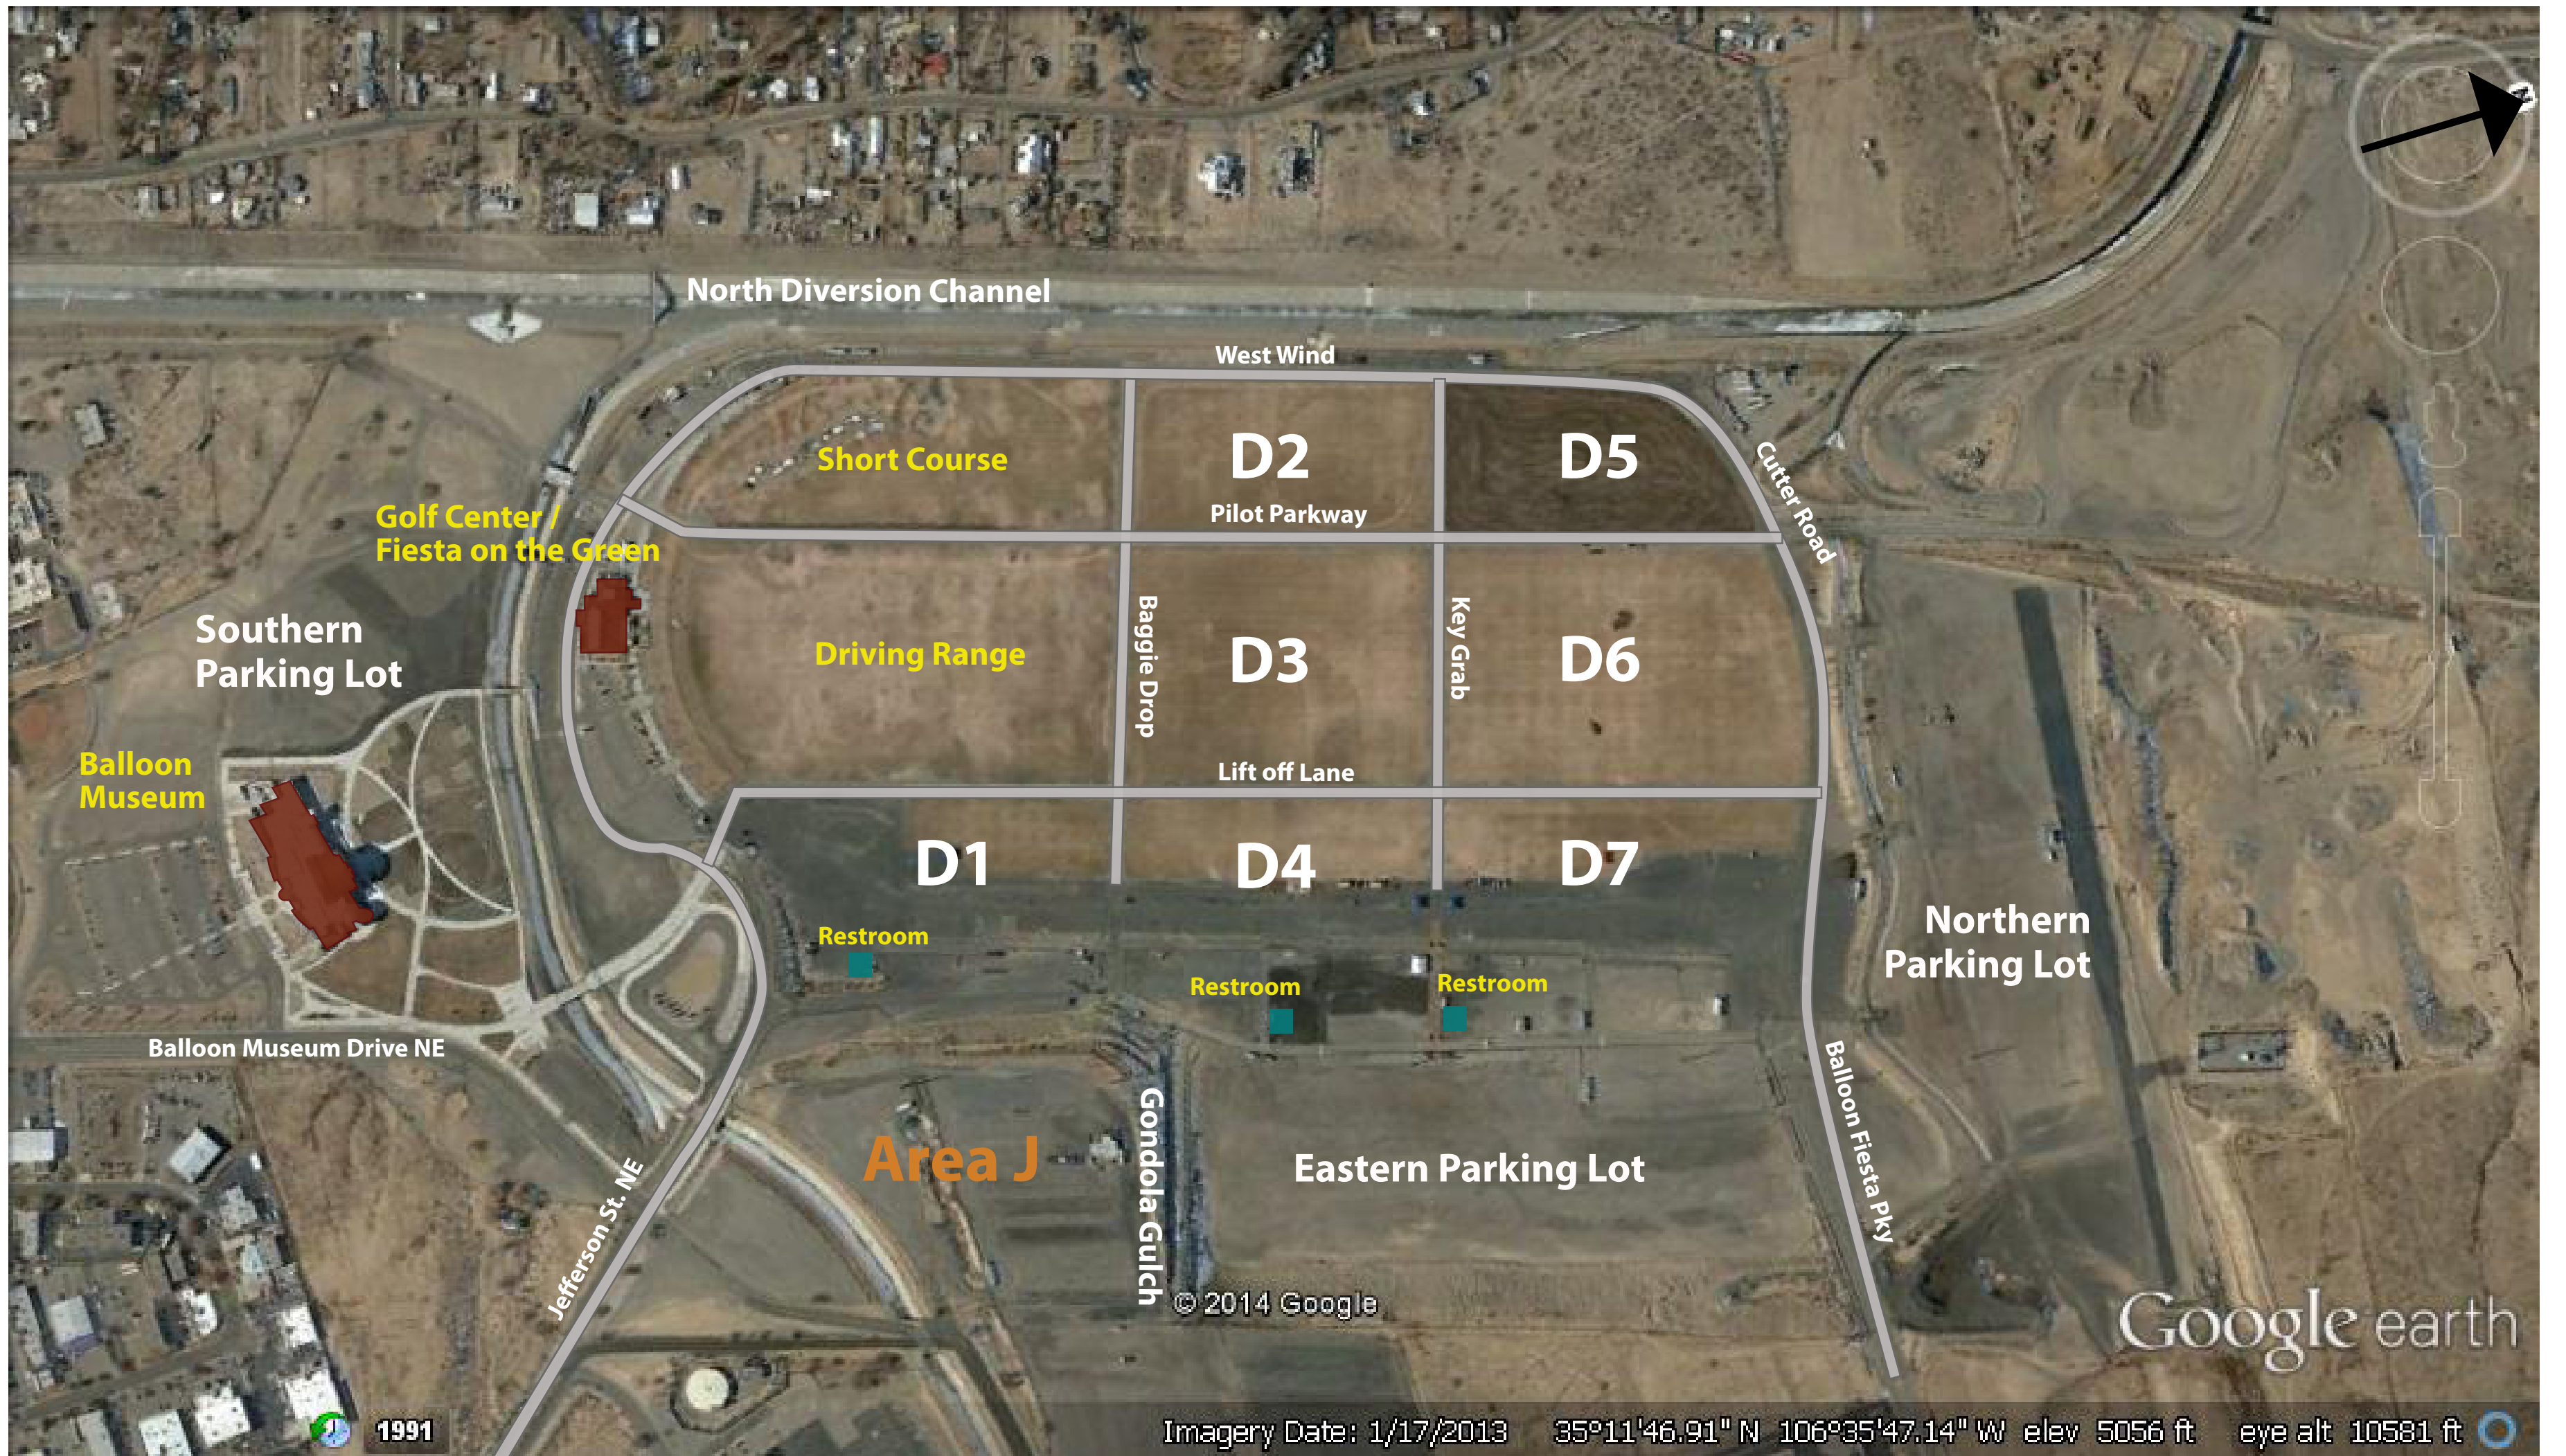 North Diversion Channel
West Wind
Short Course
D2
D5
Pilot Parkway
Cutter Road
Golf Center /
Fiesta on the Green
Southern
Parking Lot
Driving Range
Baggie Drop
D3
Key Grab
D6
Lift off Lane
Balloon
Museum
D1
D4
D7
Restroom
Restroom
Restroom
Northern
Parking Lot
Balloon Museum Drive NE
Jefferson St. NE
Area J
Gondola Gulch
Eastern Parking Lot
Balloon Fiesta Pky
© 2014 Google
Google earth
1991
Imagery Date: 1/17/2013 35°11'46.91" N 106°35'47.14" W elev 5056 ft eye alt 10581 ft